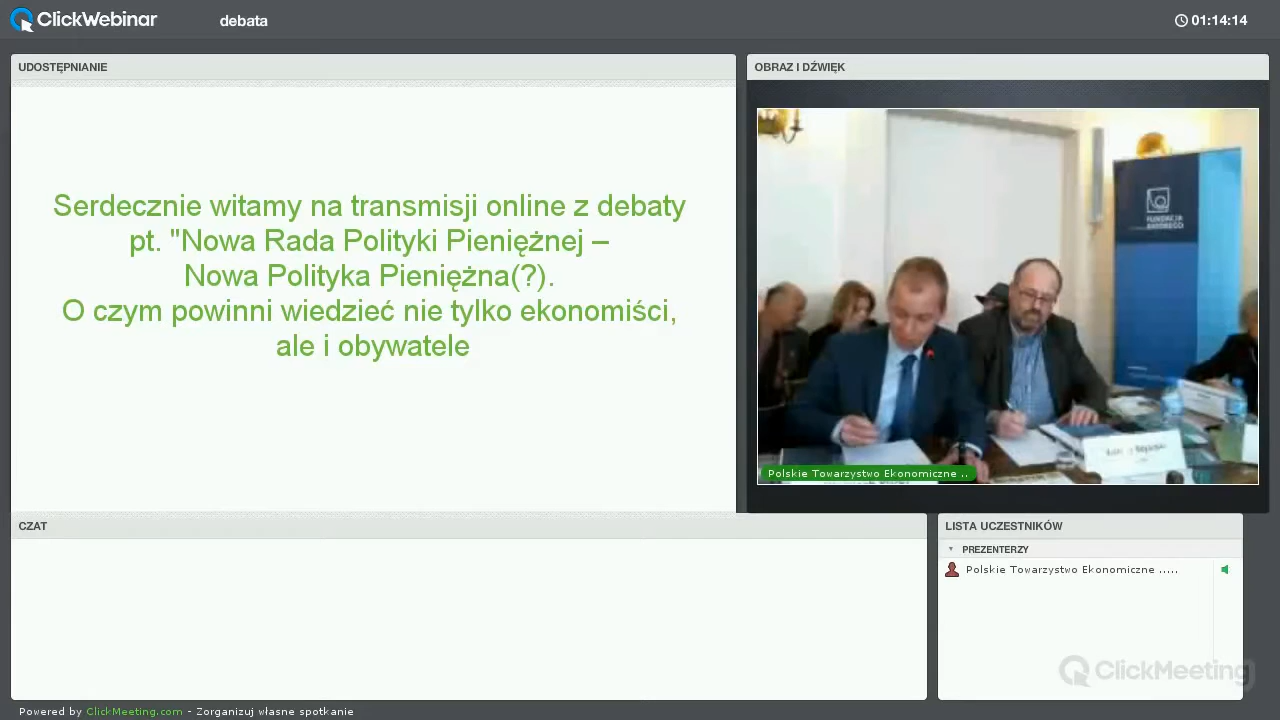 ClickWebinar
debata
01:14:14
UDOSTĘPNIANIE
Serdecznie witamy na transmisji online z debaty
pt. "Nowa Rada Polityki Pieniężnej –
Nowa Polityka Pieniężna(?).
O czym powinni wiedzieć nie tylko ekonomiści,
ale i obywatele
OBRAZ I DŹWIĘK
FUNDACJA
Polskie Towarzystwo Ekonomiczne ..
CZAT
LISTA UCZESTNIKÓW
PREZENTERZY
Polskie Towarzystwo Ekonomiczne .....
ClickMeeting
Powered by ClickMeeting.com - Zorganizuj własne spotkanie